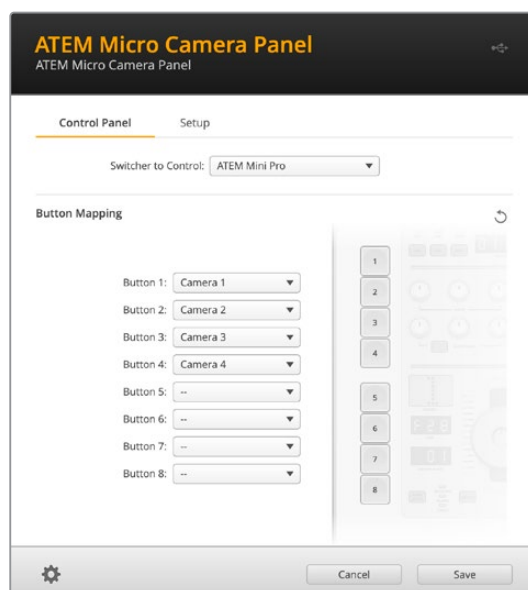 ATEM Micro Camera Panel
ATEM Micro Camera Panel
Control Panel Setup
Switcher to Control: ATEM Mini Pro
Button Mapping
Button 1: Camera 1
Button 2: Camera 2
Button 3: Camera 3
Button 4: Camera 4
Button 5: --
Button 6: --
Button 7: --
Button 8: --
1
2
3
4
5
6
7
8
Cancel Save